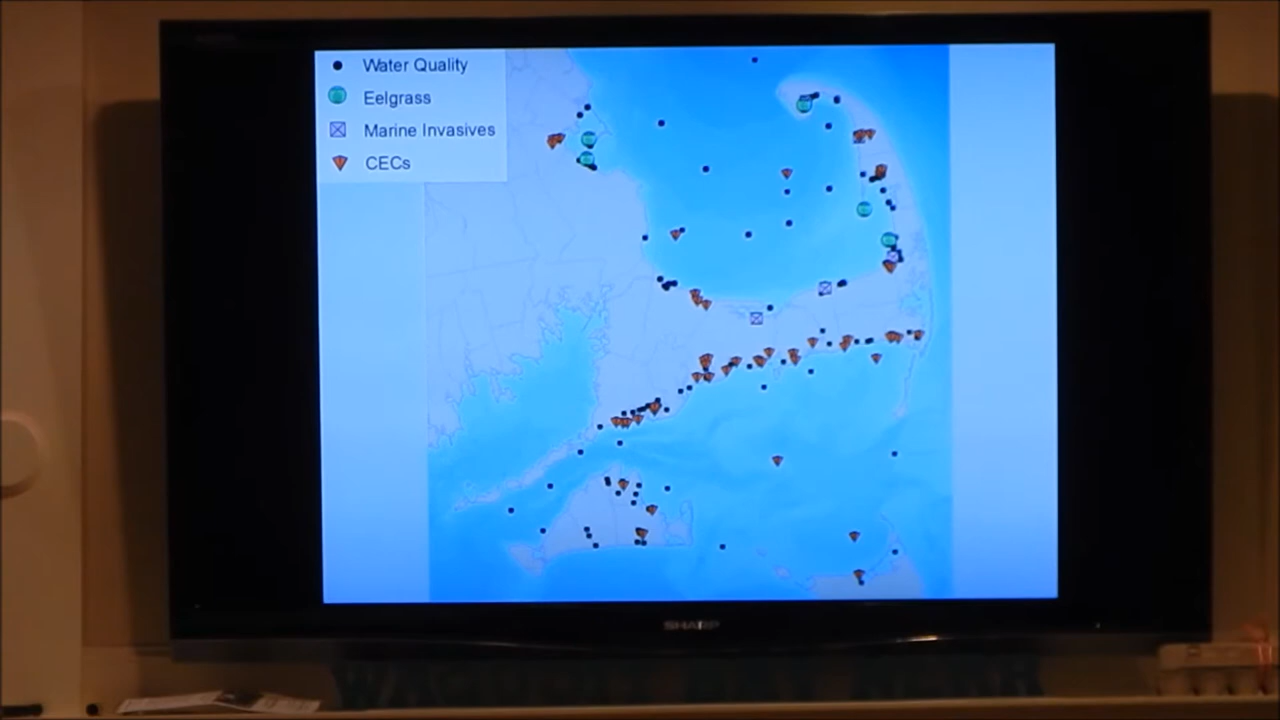 Water Quality
Eelgrass
Marine Invasives
CECs
SHARP